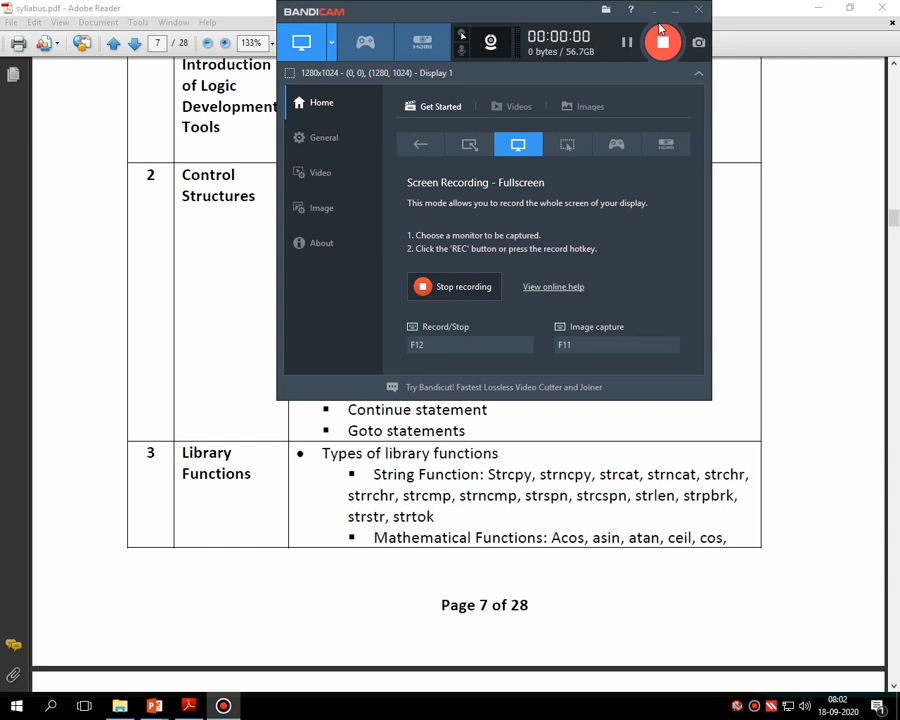 syllabus.pdf - Adobe Reader
File Edit View Document Tools Window Help
7 / 28 133%
BANDICAM
00:00:00
0 bytes / 56.7GB
HDMI
1280x1024 - (0, 0), (1280, 1024) - Display 1
Home
General
Video
Image
About
Get Started Videos Images
Screen Recording - Fullscreen
This mode allows you to record the whole screen of your display.
1. Choose a monitor to be captured.
2. Click the 'REC' button or press the record hotkey.
Stop recording View online help
Record/Stop Image capture
F12 F11
Try Bandicut! Fastest Lossless Video Cutter and Joiner
Introduction
of Logic
Development
Tools
2 Control
Structures
▪ Continue statement
▪ Goto statements
3 Library
Functions
• Types of library functions
▪ String Function: Strcpy, strncpy, strcat, strncat, strchr,
strrchr, strcmp, strncmp, strspn, strcspn, strlen, strpbrk,
strstr, strtok
▪ Mathematical Functions: Acos, asin, atan, ceil, cos,
Page 7 of 28
08:02
18-09-2020